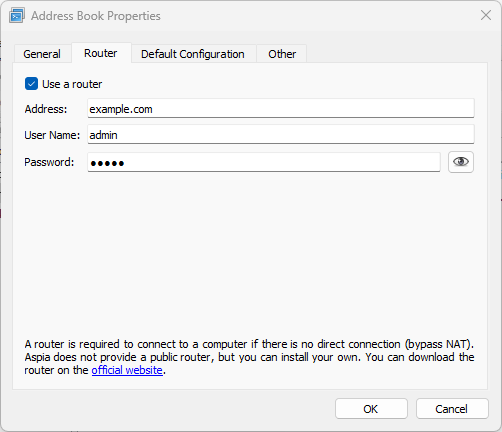 Address Book Properties
General Router Default Configuration Other
Use a router
Address: example.com
User Name: admin
Password: •••••
A router is required to connect to a computer if there is no direct connection (bypass NAT).
Aspia does not provide a public router, but you can install your own. You can download the
router on the official website.
OK Cancel